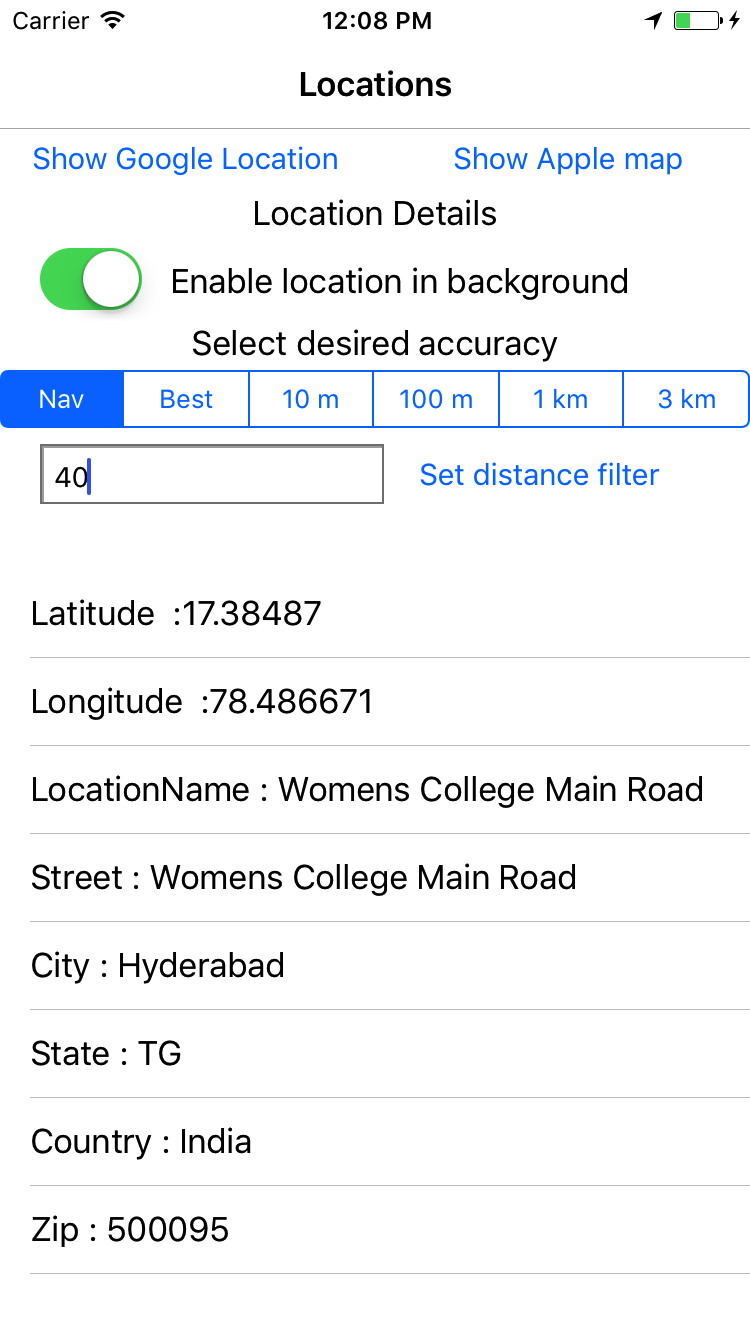 Carrier 12:08 PM
Locations
Show Google Location Show Apple map
Location Details
Enable location in background
Select desired accuracy
Nav Best 10 m 100 m 1 km 3 km
40 Set distance filter
Latitude  :17.38487
Longitude  :78.486671
LocationName : Womens College Main Road
Street : Womens College Main Road
City : Hyderabad
State : TG
Country : India
Zip : 500095